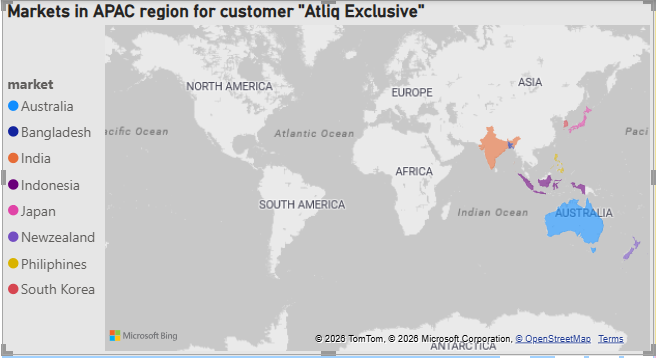 Markets in APAC region for customer "Atliq Exclusive"
market
Australia
Bangladesh
India
Indonesia
Japan
Newzealand
Philiphines
South Korea
NORTH AMERICA
EUROPE
ASIA
acific Ocean
Atlantic Ocean
Paci
AFRICA
SOUTH AMERICA
Indian Ocean
AUSTRALIA
Microsoft Bing
© 2026 TomTom, © 2026 Microsoft Corporation, © OpenStreetMap Terms
ANTARCTICA